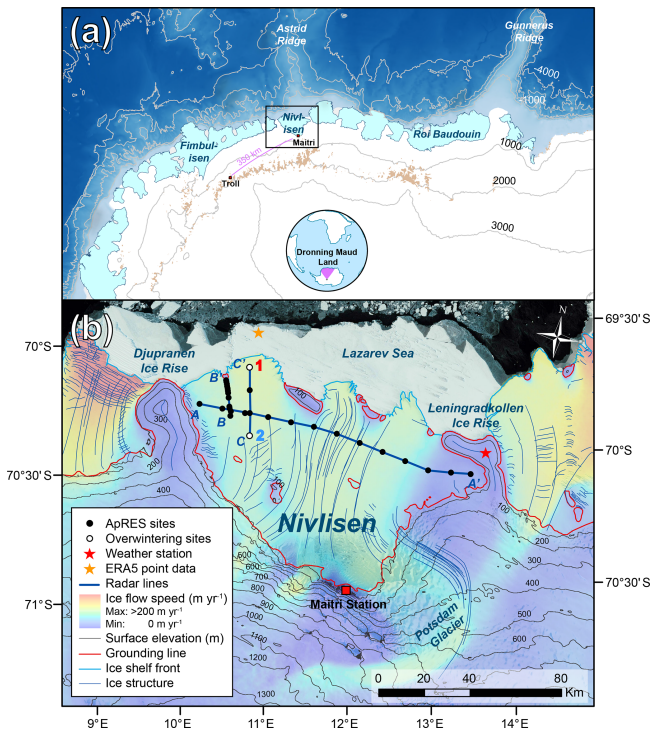 (a)
Astrid
Ridge
Gunnerus
Ridge
-4000
-1000
Nivl-
isen
Roi Baudouin
Fimbul-
isen
Maitri
350 km
Troll
1000
2000
3000
Dronning Maud
Land
(b)
N
69°30'S
70°S
Djupranen
Ice Rise
Lazarev Sea
C'
1
B'
100
Leningradkollen
Ice Rise
A
300
B
C
2
70°S
200
100
A'
70°30'S
400
Nivlisen
100
200
300
400
500
600
600
700
800
900
1000
1100
1200
1300
Maitri Station
70°30'S
71°S
Potsdam
Glacier
ApRES sites
Overwintering sites
Weather station
ERA5 point data
Radar lines
Ice flow speed (m yr⁻¹)
Max: >200 m yr⁻¹
Min: 0 m yr⁻¹
Surface elevation (m)
Grounding line
Ice shelf front
Ice structure
0 20 40 80
Km
9°E 10°E 11°E 12°E 13°E 14°E